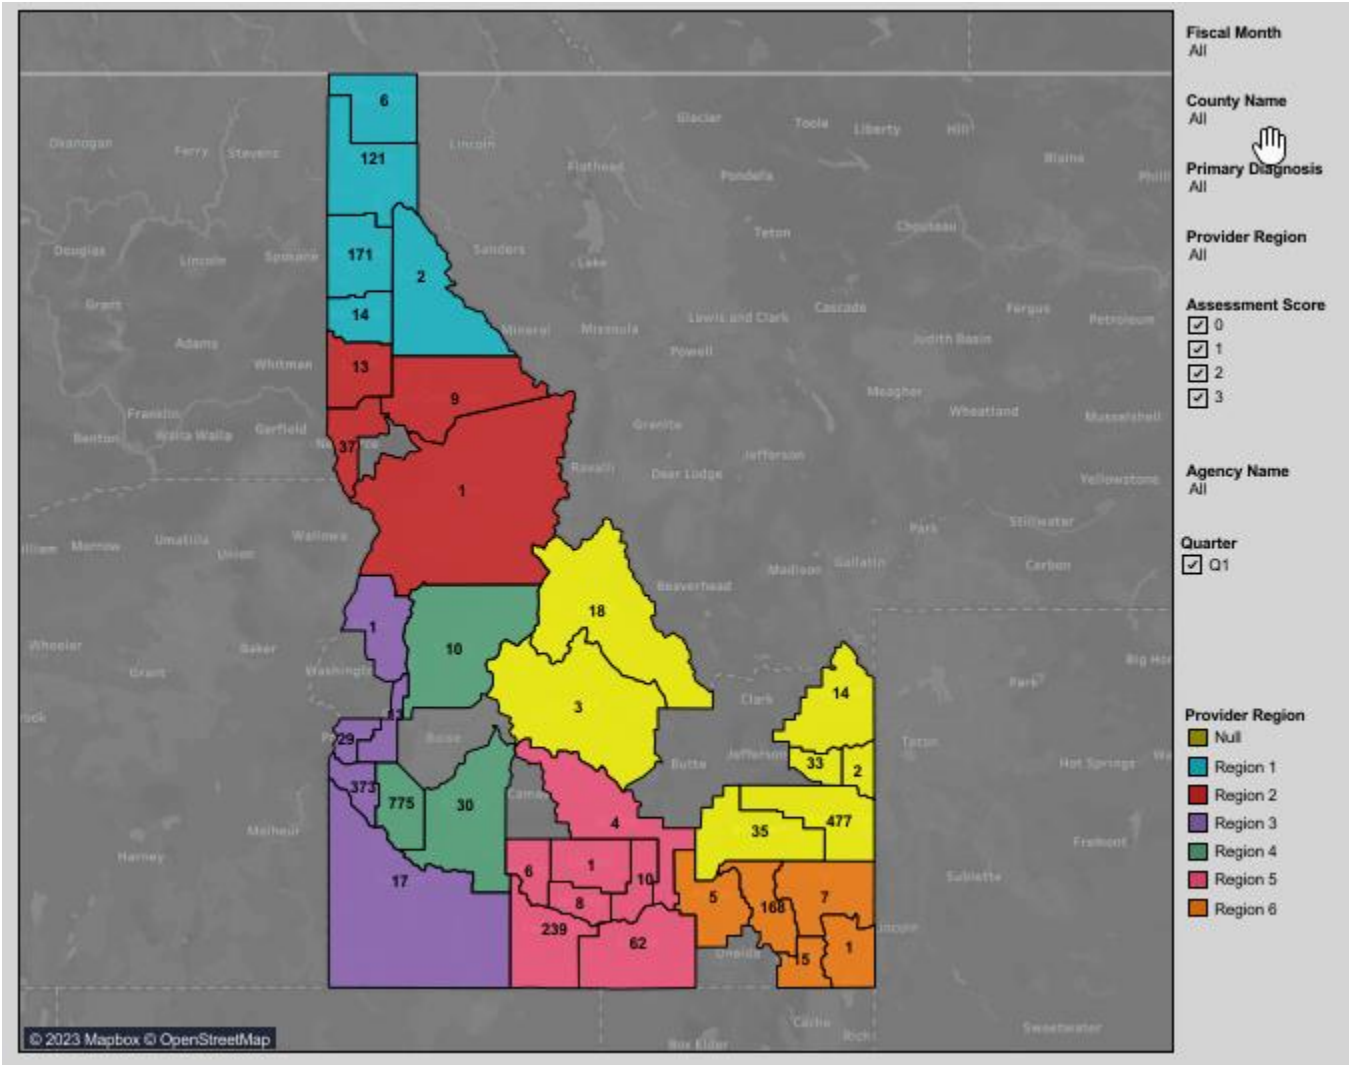 Fiscal Month
All
County Name
All
Primary Diagnosis
All
Provider Region
All
Assessment Score
0
1
2
3
Agency Name
All
Quarter
Q1
Provider Region
Null
Region 1
Region 2
Region 3
Region 4
Region 5
Region 6
6
121
171
2
14
13
9
37
1
1
10
18
3
14
29
33
2
373
775
30
4
35
477
17
6
1
10
8
5
168
7
239
62
5
1
Okanogan
Ferry
Stevens
Lincoln
Glacier
Toole
Liberty
Hill
Blaine
Flathead
Pondera
Teton
Chouteau
Douglas
Lincoln
Spokane
Sanders
Lake
Grant
Adams
Whitman
Mineral
Missoula
Lewis and Clark
Cascade
Fergus
Petroleum
Judith Basin
Powell
Meagher
Wheatland
Musselshell
Franklin
Benton
Walla Walla
Garfield
Granite
Jefferson
Ravalli
Deer Lodge
Yellowstone
Park
Stillwater
Morrow
Umatilla
Union
Wallowa
Beaverhead
Madison
Gallatin
Carbon
Wheeler
Grant
Baker
Clark
Park
Boise
Butte
Jefferson
Teton
Hot Springs
Malheur
Harney
Fremont
Sublette
Oneida
Cache
Rich
Box Elder
Sweetwater
© 2023 Mapbox © OpenStreetMap